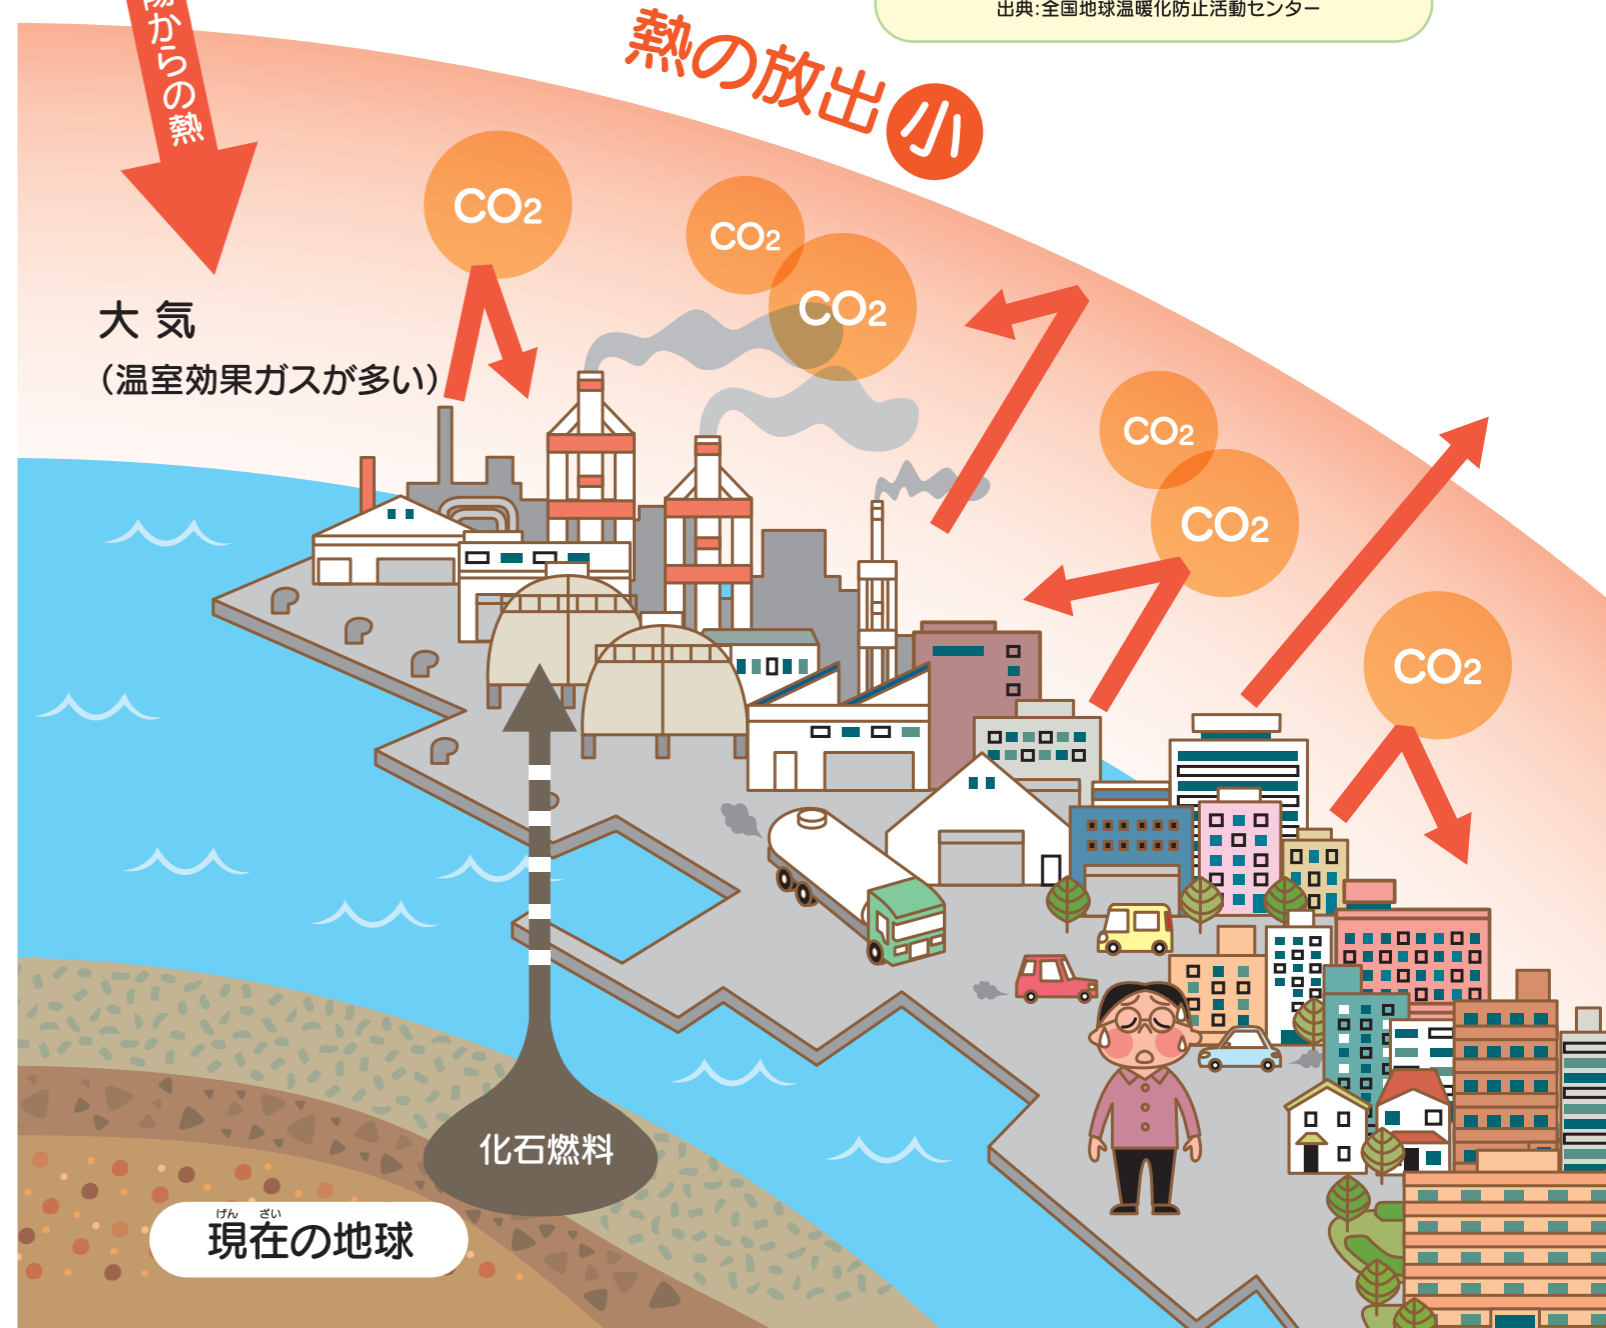 出典:全国地球温暖化防止活動センター
陽からの熱
熱の放出小
CO2
CO2
CO2
大気
（温室効果ガスが多い）
CO2
CO2
CO2
化石燃料
げんざい
現在の地球